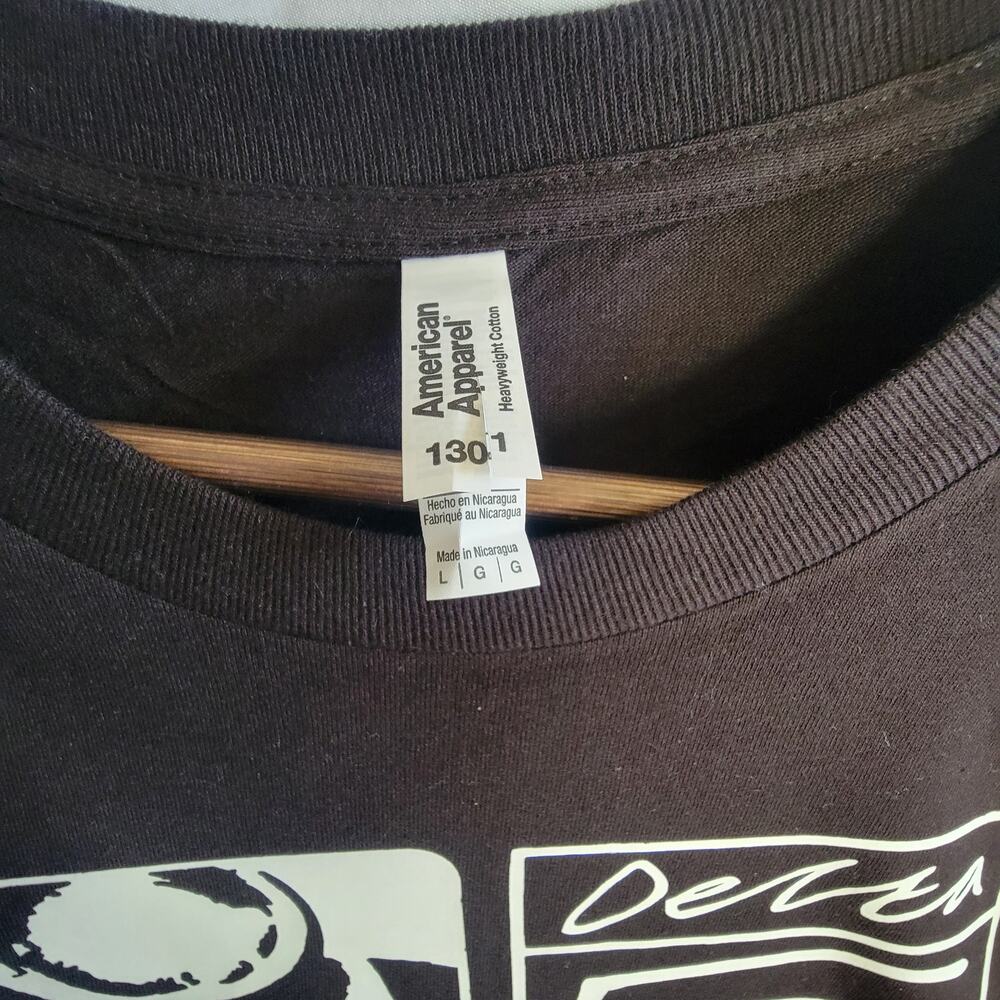 American
Apparel®
Heavyweight Cotton
1301
Hecho en Nicaragua
Fabriqué au Nicaragua
Made in Nicaragua
L | G | G